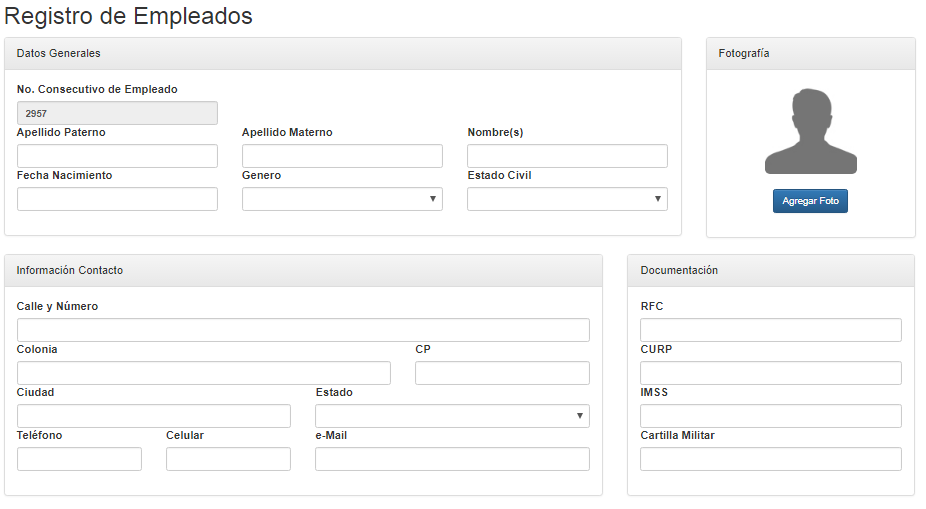 Registro de Empleados
Datos Generales
No. Consecutivo de Empleado
2957
Apellido Paterno Apellido Materno Nombre(s)
Fecha Nacimiento Genero Estado Civil
Fotografía
Agregar Foto
Información Contacto
Calle y Número
Colonia CP
Ciudad Estado
Teléfono Celular e-Mail
Documentación
RFC
CURP
IMSS
Cartilla Militar